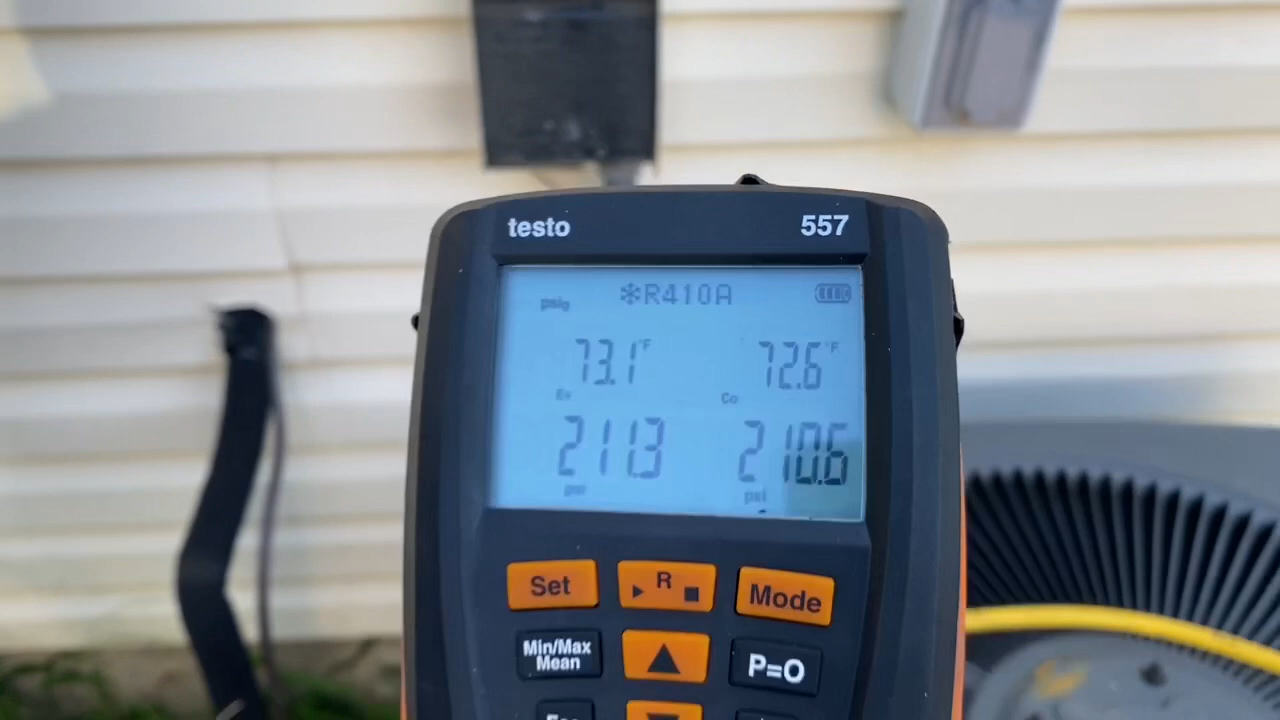 testo 557
psig ❄R410A
73.1°F 72.6°F
Ev Co
211.3 210.6
psi psi
Set ▶ R ■ Mode
Min/Max
Mean ▲ P=O
Esc ▼